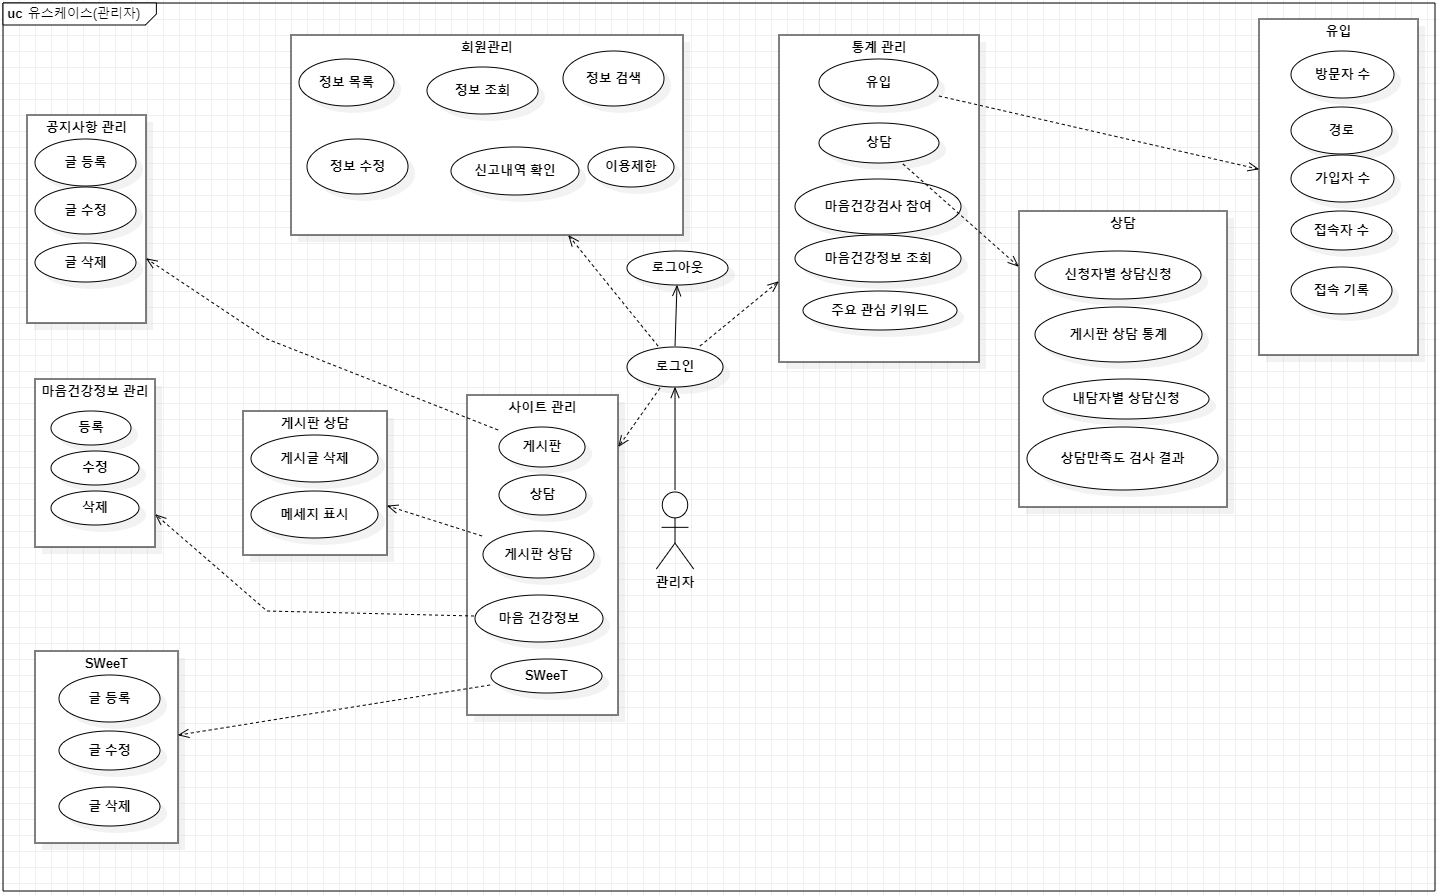 uc 유스케이스(관리자)
회원관리
정보 목록
정보 조회
정보 검색
정보 수정
신고내역 확인
이용제한
통계 관리
유입
상담
마음건강검사 참여
마음건강정보 조회
주요 관심 키워드
유입
방문자 수
경로
가입자 수
접속자 수
접속 기록
공지사항 관리
글 등록
글 수정
글 삭제
상담
신청자별 상담신청
게시판 상담 통계
내담자별 상담신청
상담만족도 검사 결과
로그아웃
로그인
관리자
마음건강정보 관리
등록
수정
삭제
게시판 상담
게시글 삭제
메세지 표시
사이트 관리
게시판
상담
게시판 상담
마음 건강정보
SWeeT
SWeeT
글 등록
글 수정
글 삭제